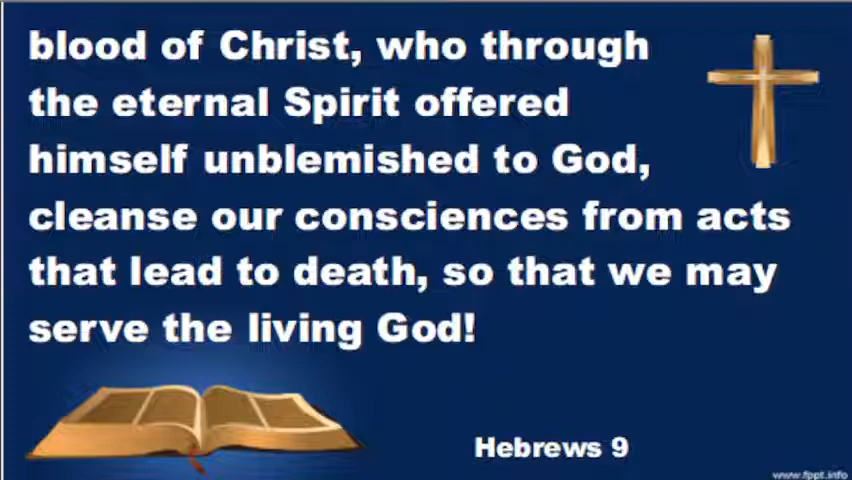 blood of Christ, who through
the eternal Spirit offered
himself unblemished to God,
cleanse our consciences from acts
that lead to death, so that we may
serve the living God!
Hebrews 9
www.fppt.info